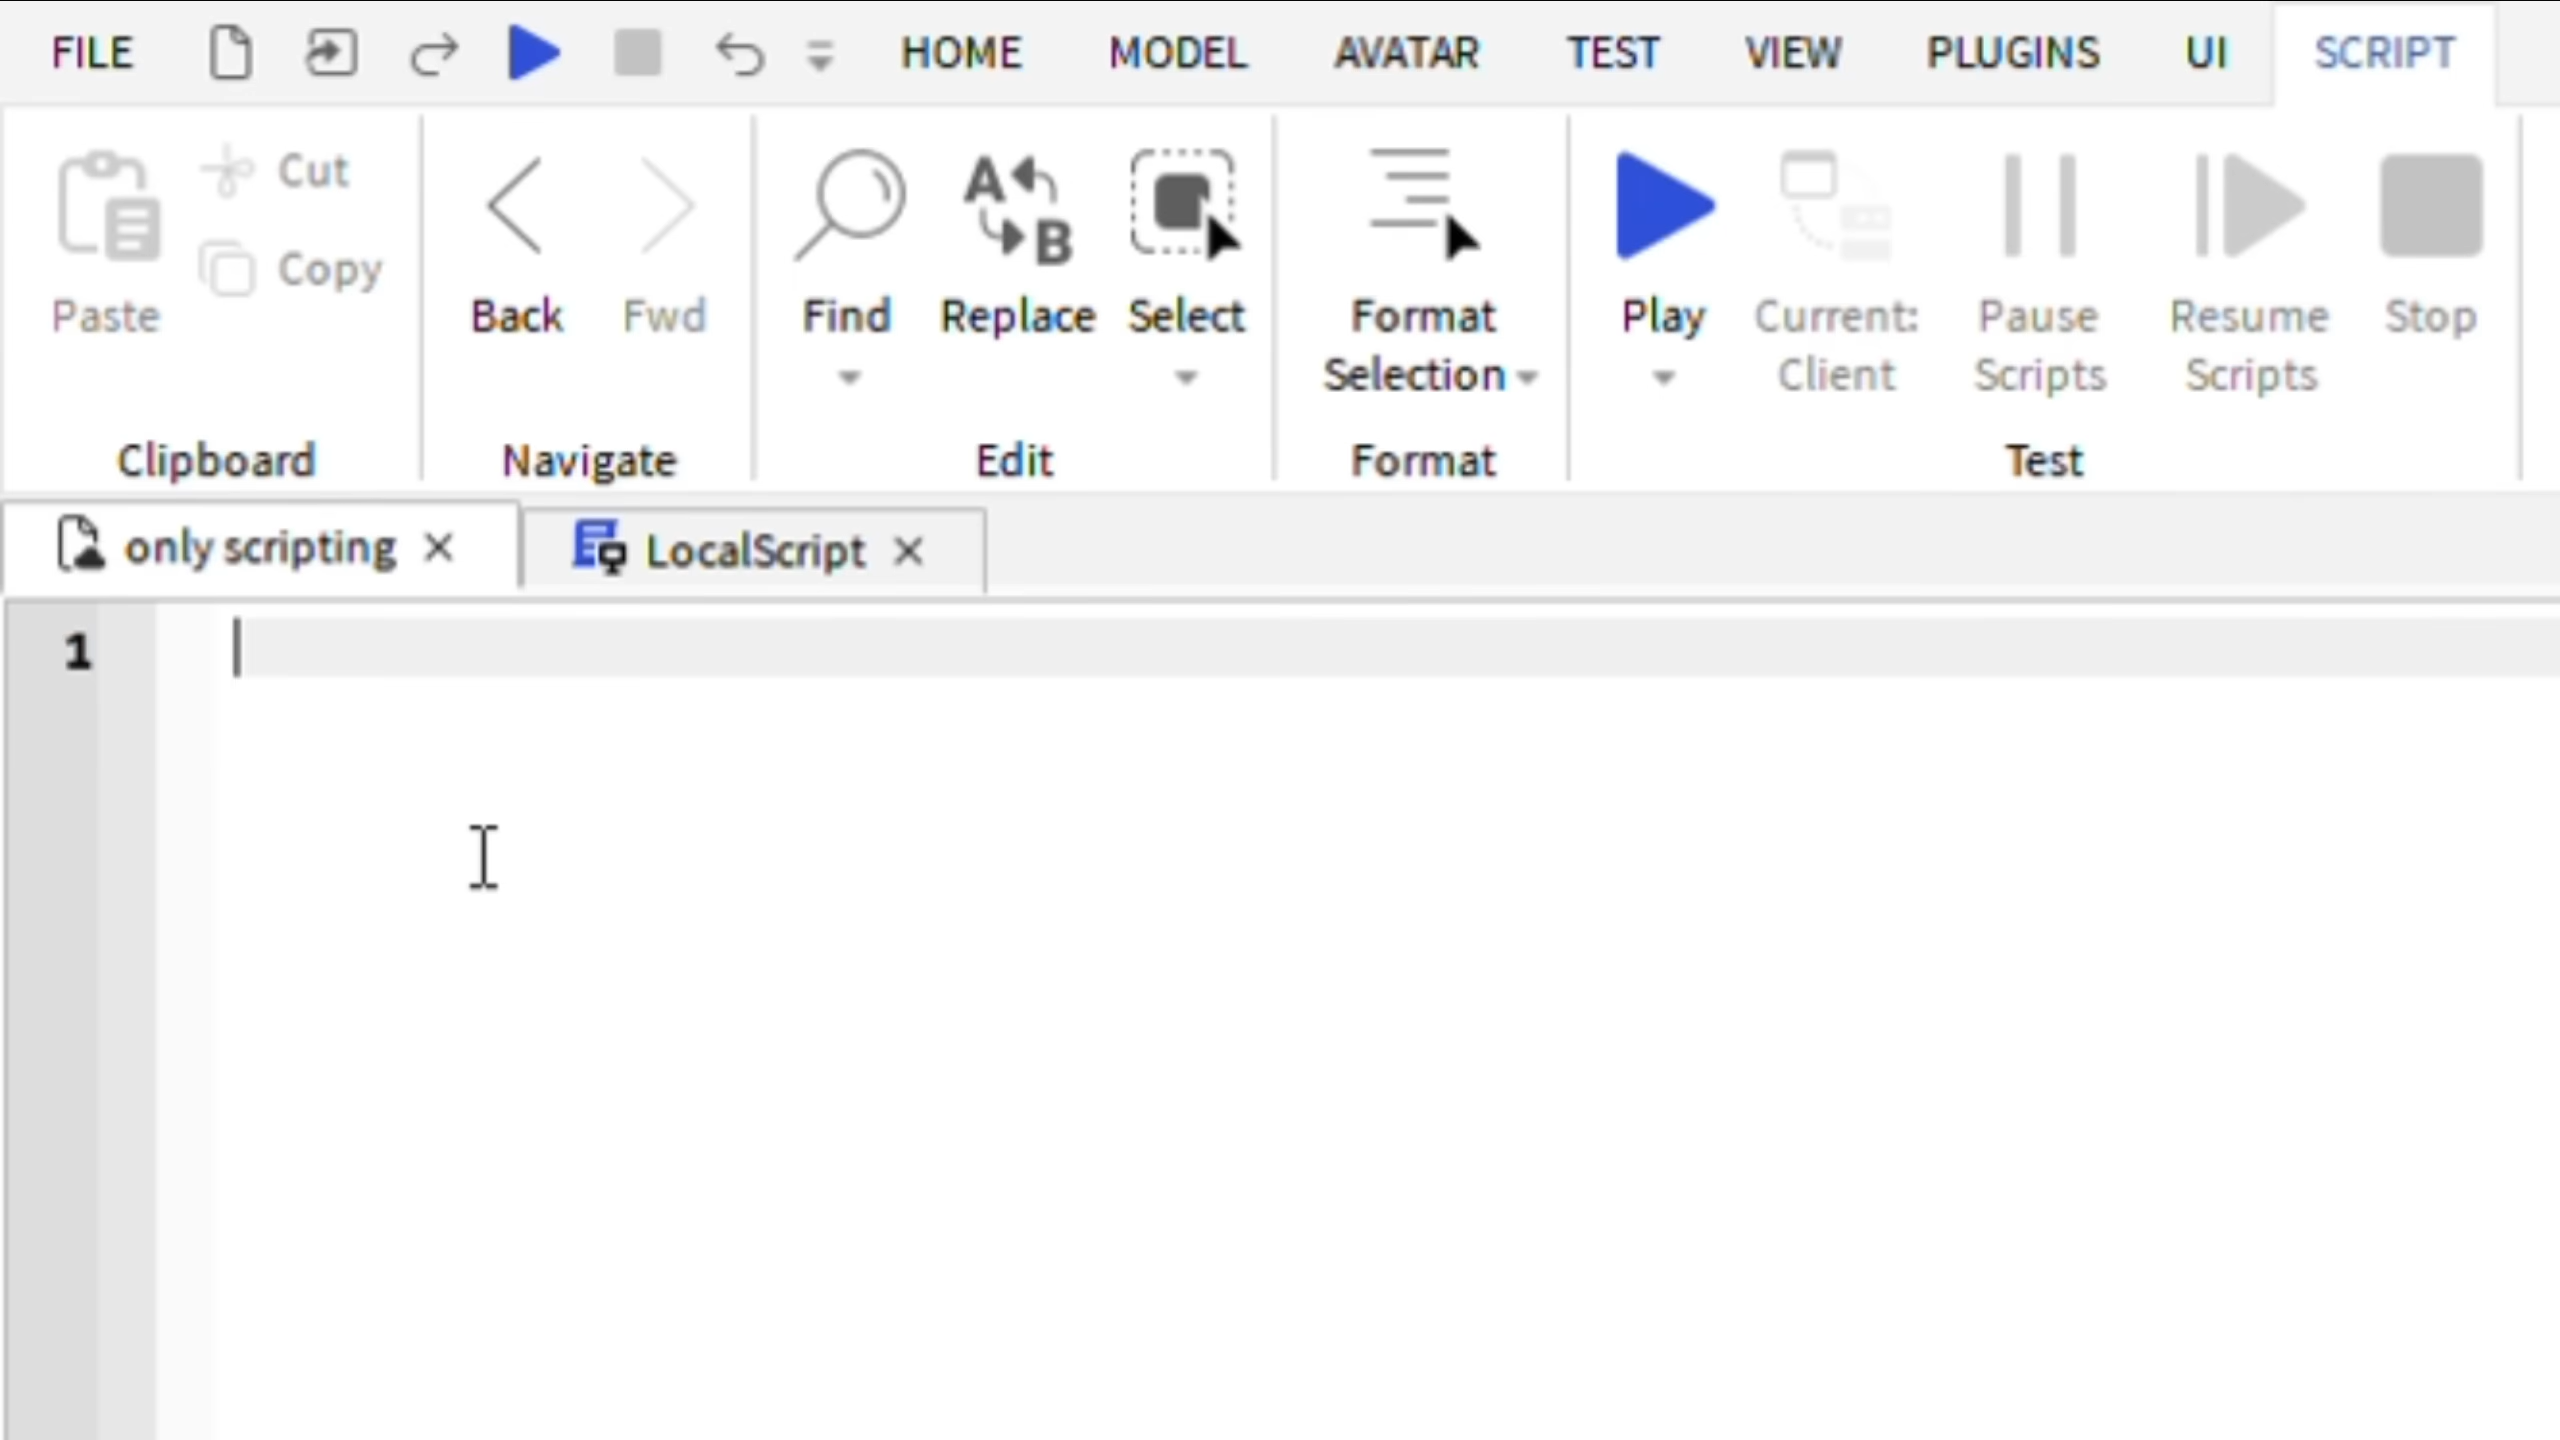 FILE HOME MODEL AVATAR TEST VIEW PLUGINS UI SCRIPT
Cut
Copy
Paste
Back Fwd
Find Replace Select
Format
Selection
Play
Current:
Client
Pause
Scripts
Resume
Scripts
Stop
Clipboard Navigate Edit Format Test
only scripting LocalScript
1